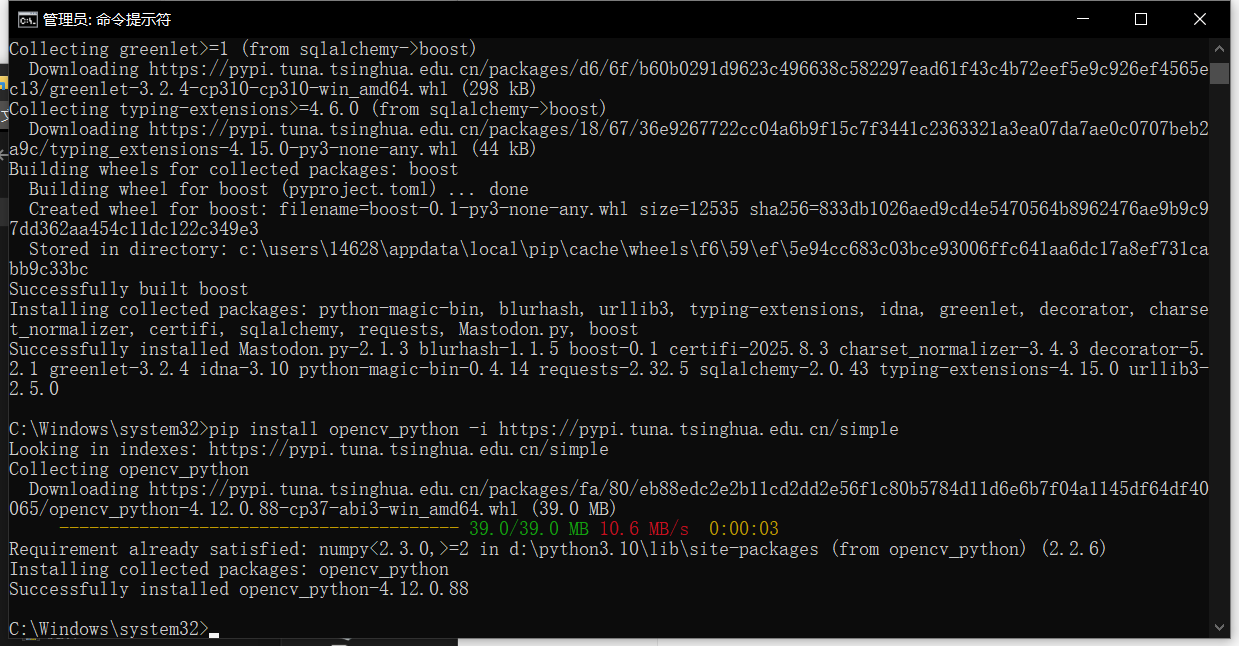 管理员: 命令提示符
Collecting greenlet>=1 (from sqlalchemy->boost)
Downloading https://pypi.tuna.tsinghua.edu.cn/packages/d6/6f/b60b0291d9623c496638c582297ead61f43c4b72eef5e9c926ef4565e
c13/greenlet-3.2.4-cp310-cp310-win_amd64.whl (298 kB)
Collecting typing-extensions>=4.6.0 (from sqlalchemy->boost)
Downloading https://pypi.tuna.tsinghua.edu.cn/packages/18/67/36e9267722cc04a6b9f15c7f3441c2363321a3ea07da7ae0c0707beb2
a9c/typing_extensions-4.15.0-py3-none-any.whl (44 kB)
Building wheels for collected packages: boost
Building wheel for boost (pyproject.toml) ... done
Created wheel for boost: filename=boost-0.1-py3-none-any.whl size=12535 sha256=833db1026aed9cd4e5470564b8962476ae9b9c9
7dd362aa454c11dc122c349e3
Stored in directory: c:\users\14628\appdata\local\pip\cache\wheels\f6\59\ef\5e94cc683c03bce93006ffc641aa6dc17a8ef731ca
bb9c33bc
Successfully built boost
Installing collected packages: python-magic-bin, blurhash, urllib3, typing-extensions, idna, greenlet, decorator, charse
t_normalizer, certifi, sqlalchemy, requests, Mastodon.py, boost
Successfully installed Mastodon.py-2.1.3 blurhash-1.1.5 boost-0.1 certifi-2025.8.3 charset_normalizer-3.4.3 decorator-5.
2.1 greenlet-3.2.4 idna-3.10 python-magic-bin-0.4.14 requests-2.32.5 sqlalchemy-2.0.43 typing-extensions-4.15.0 urllib3-
2.5.0
C:\Windows\system32>pip install opencv_python -i https://pypi.tuna.tsinghua.edu.cn/simple
Looking in indexes: https://pypi.tuna.tsinghua.edu.cn/simple
Collecting opencv_python
Downloading https://pypi.tuna.tsinghua.edu.cn/packages/fa/80/eb88edc2e2b11cd2dd2e56f1c80b5784d11d6e6b7f04a1145df64df40
065/opencv_python-4.12.0.88-cp37-abi3-win_amd64.whl (39.0 MB)
---------------------------------------- 39.0/39.0 MB 10.6 MB/s 0:00:03
Requirement already satisfied: numpy<2.3.0,>=2 in d:\python3.10\lib\site-packages (from opencv_python) (2.2.6)
Installing collected packages: opencv_python
Successfully installed opencv_python-4.12.0.88
C:\Windows\system32>